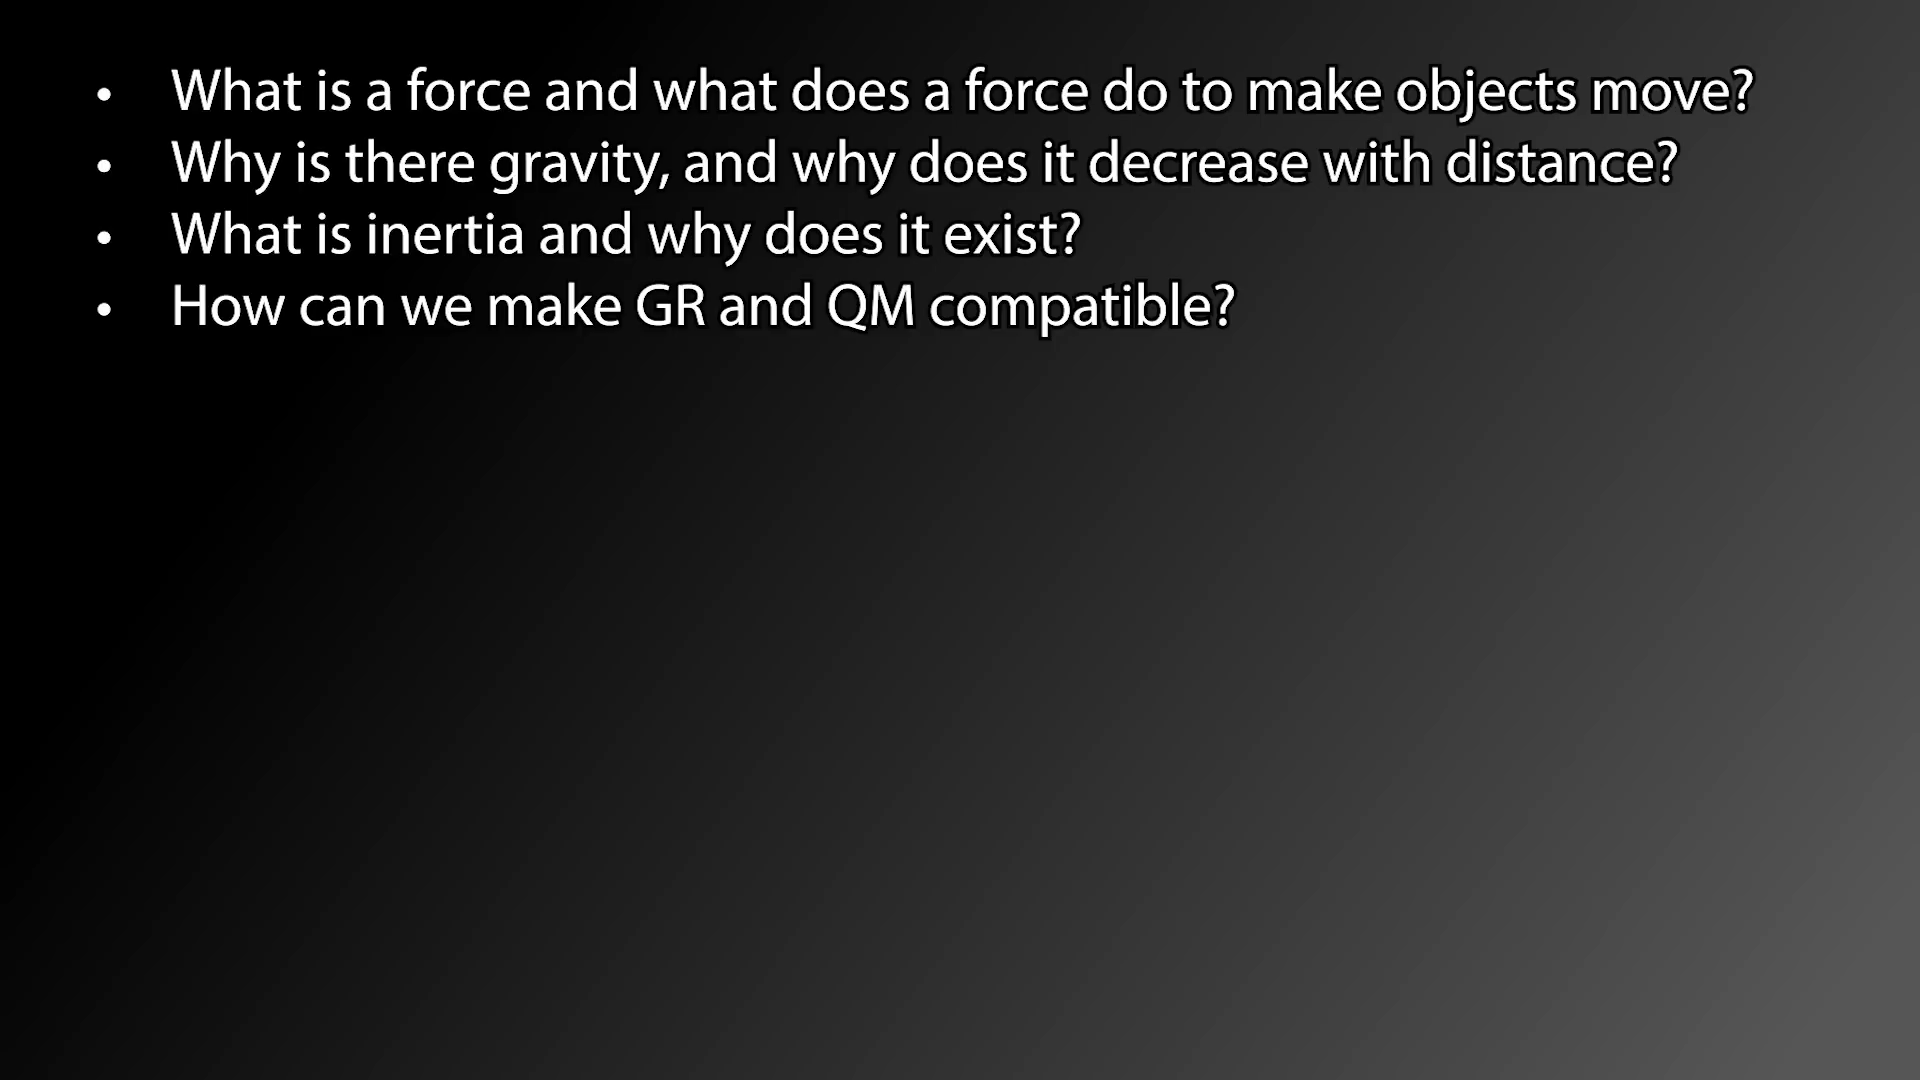 • What is a force and what does a force do to make objects move?
• Why is there gravity, and why does it decrease with distance?
• What is inertia and why does it exist?
• How can we make GR and QM compatible?